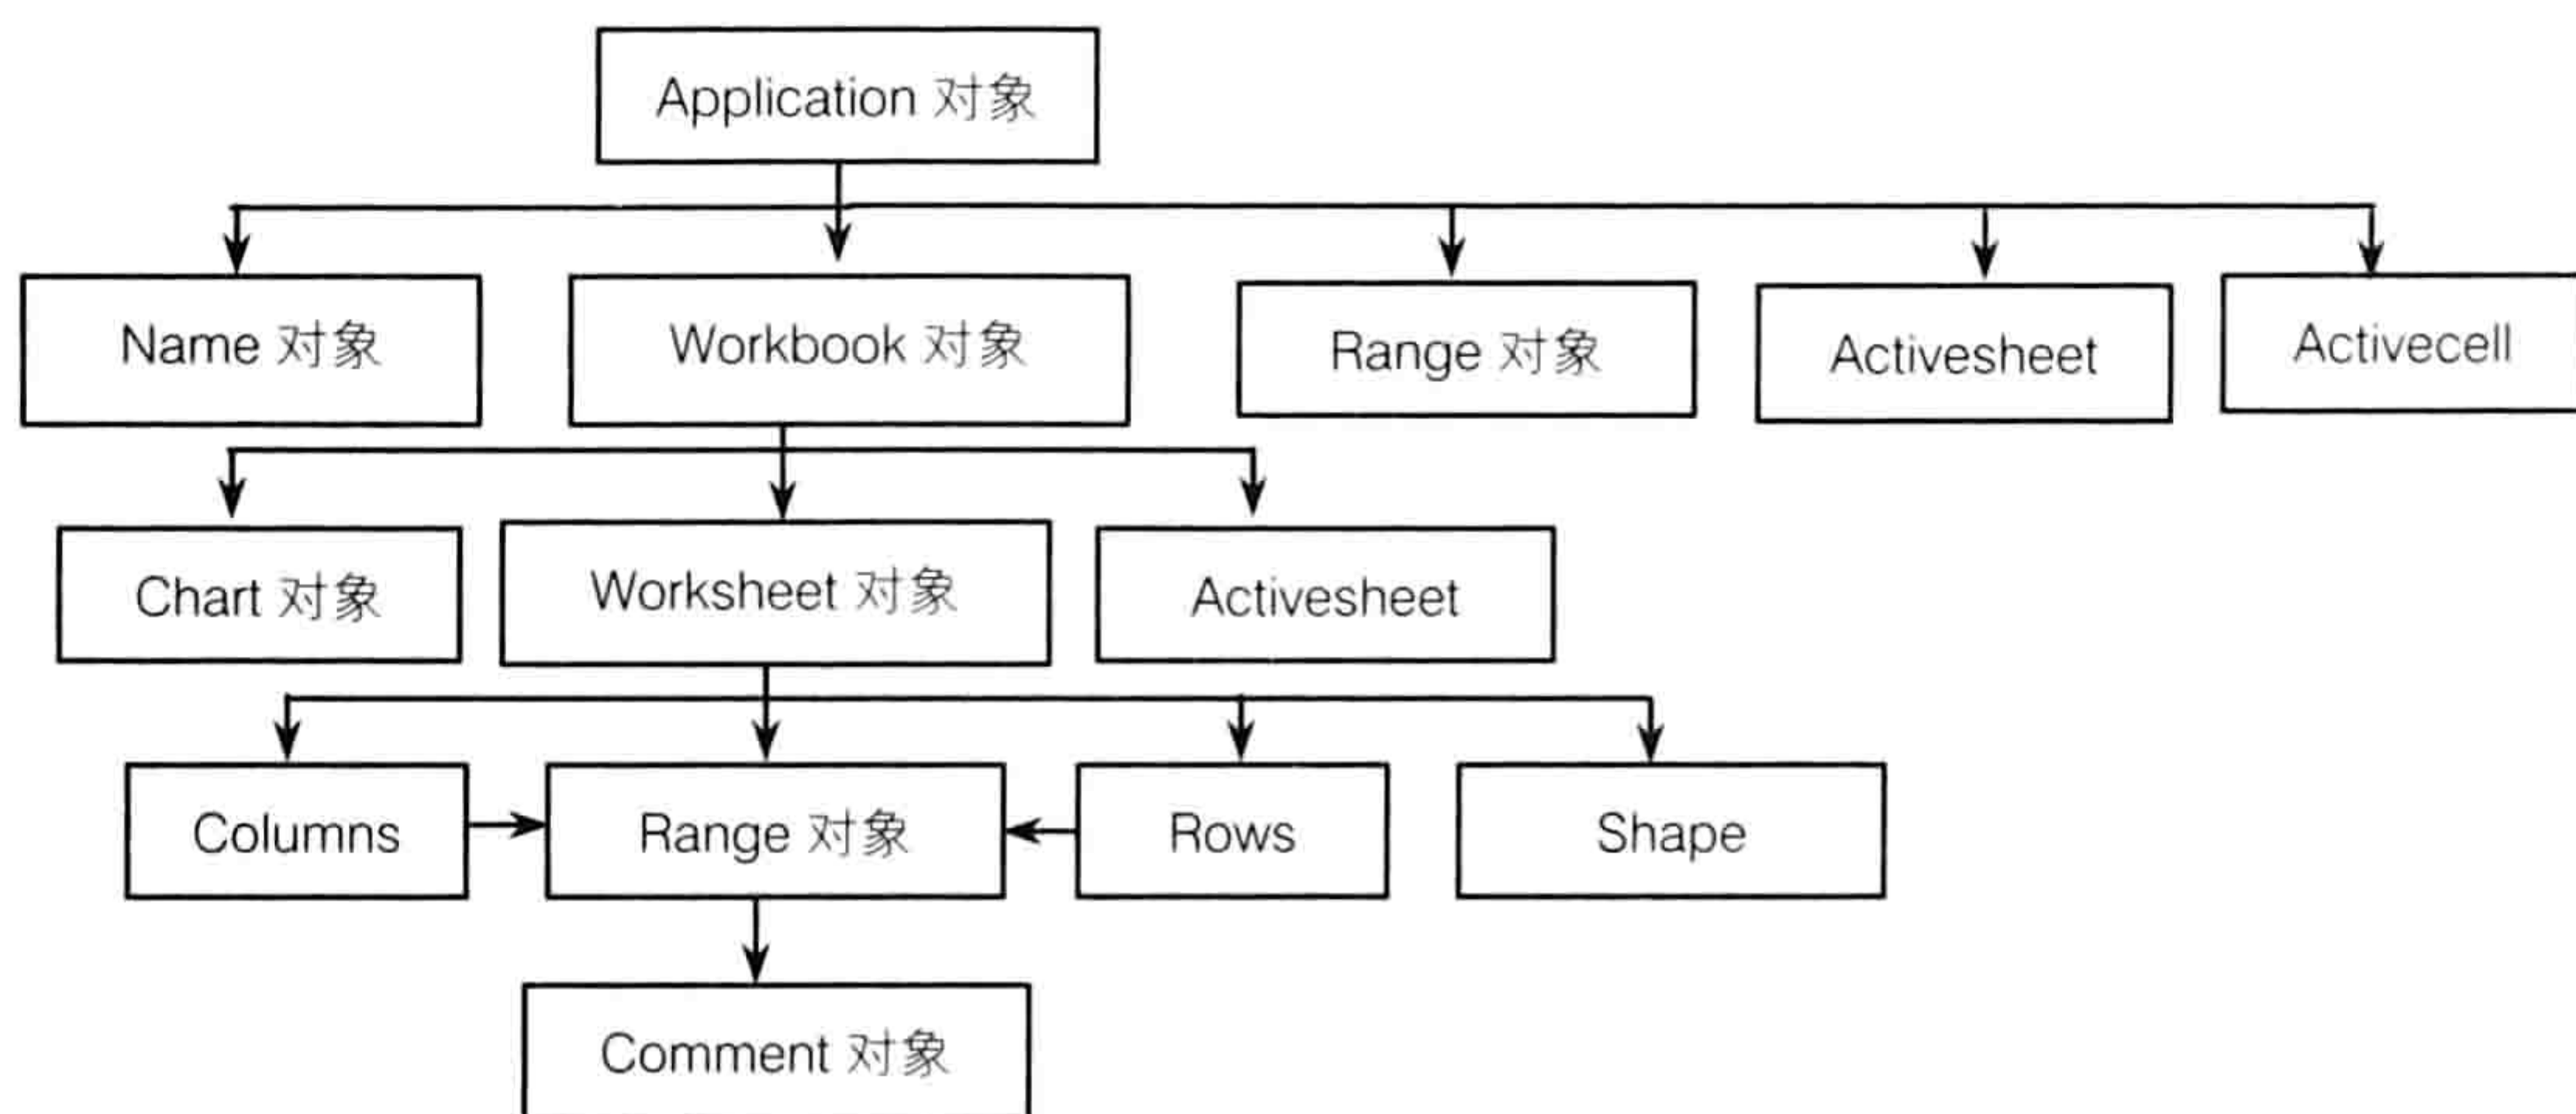 Application 对象
Name 对象
Workbook 对象
Range 对象
Activesheet
Activecell
Chart 对象
Worksheet 对象
Activesheet
Columns
Range 对象
Rows
Shape
Comment 对象